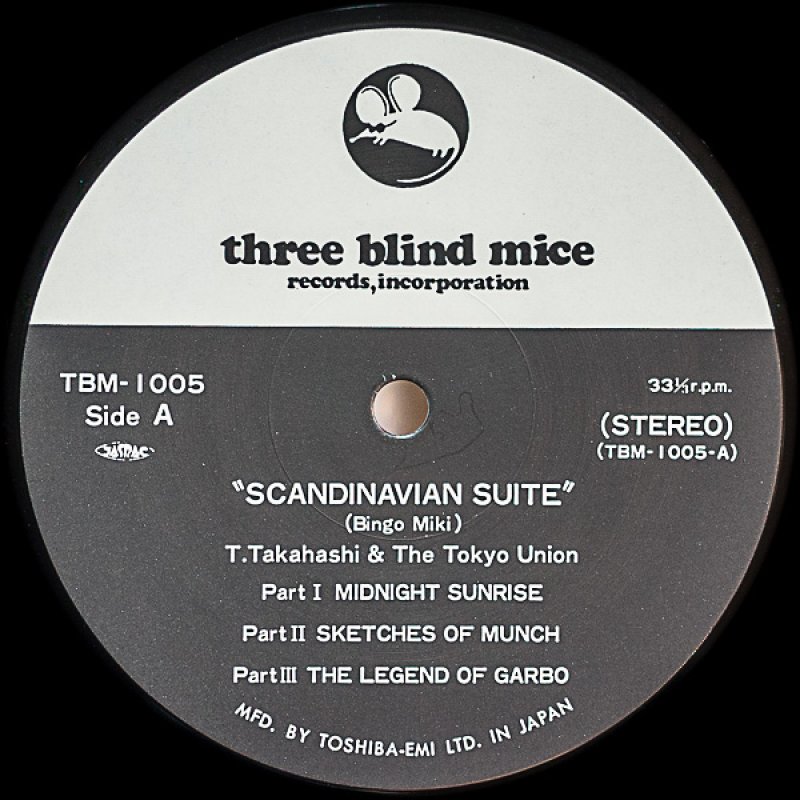 three blind mice
records, incorporation
TBM-1005
33⅓ r.p.m.
Side A
(STEREO)
JASRAC
(TBM-1005-A)
"SCANDINAVIAN SUITE"
(Bingo Miki)
T.Takahashi & The Tokyo Union
Part I MIDNIGHT SUNRISE
Part II SKETCHES OF MUNCH
Part III THE LEGEND OF GARBO
MFD. BY TOSHIBA-EMI LTD. IN JAPAN